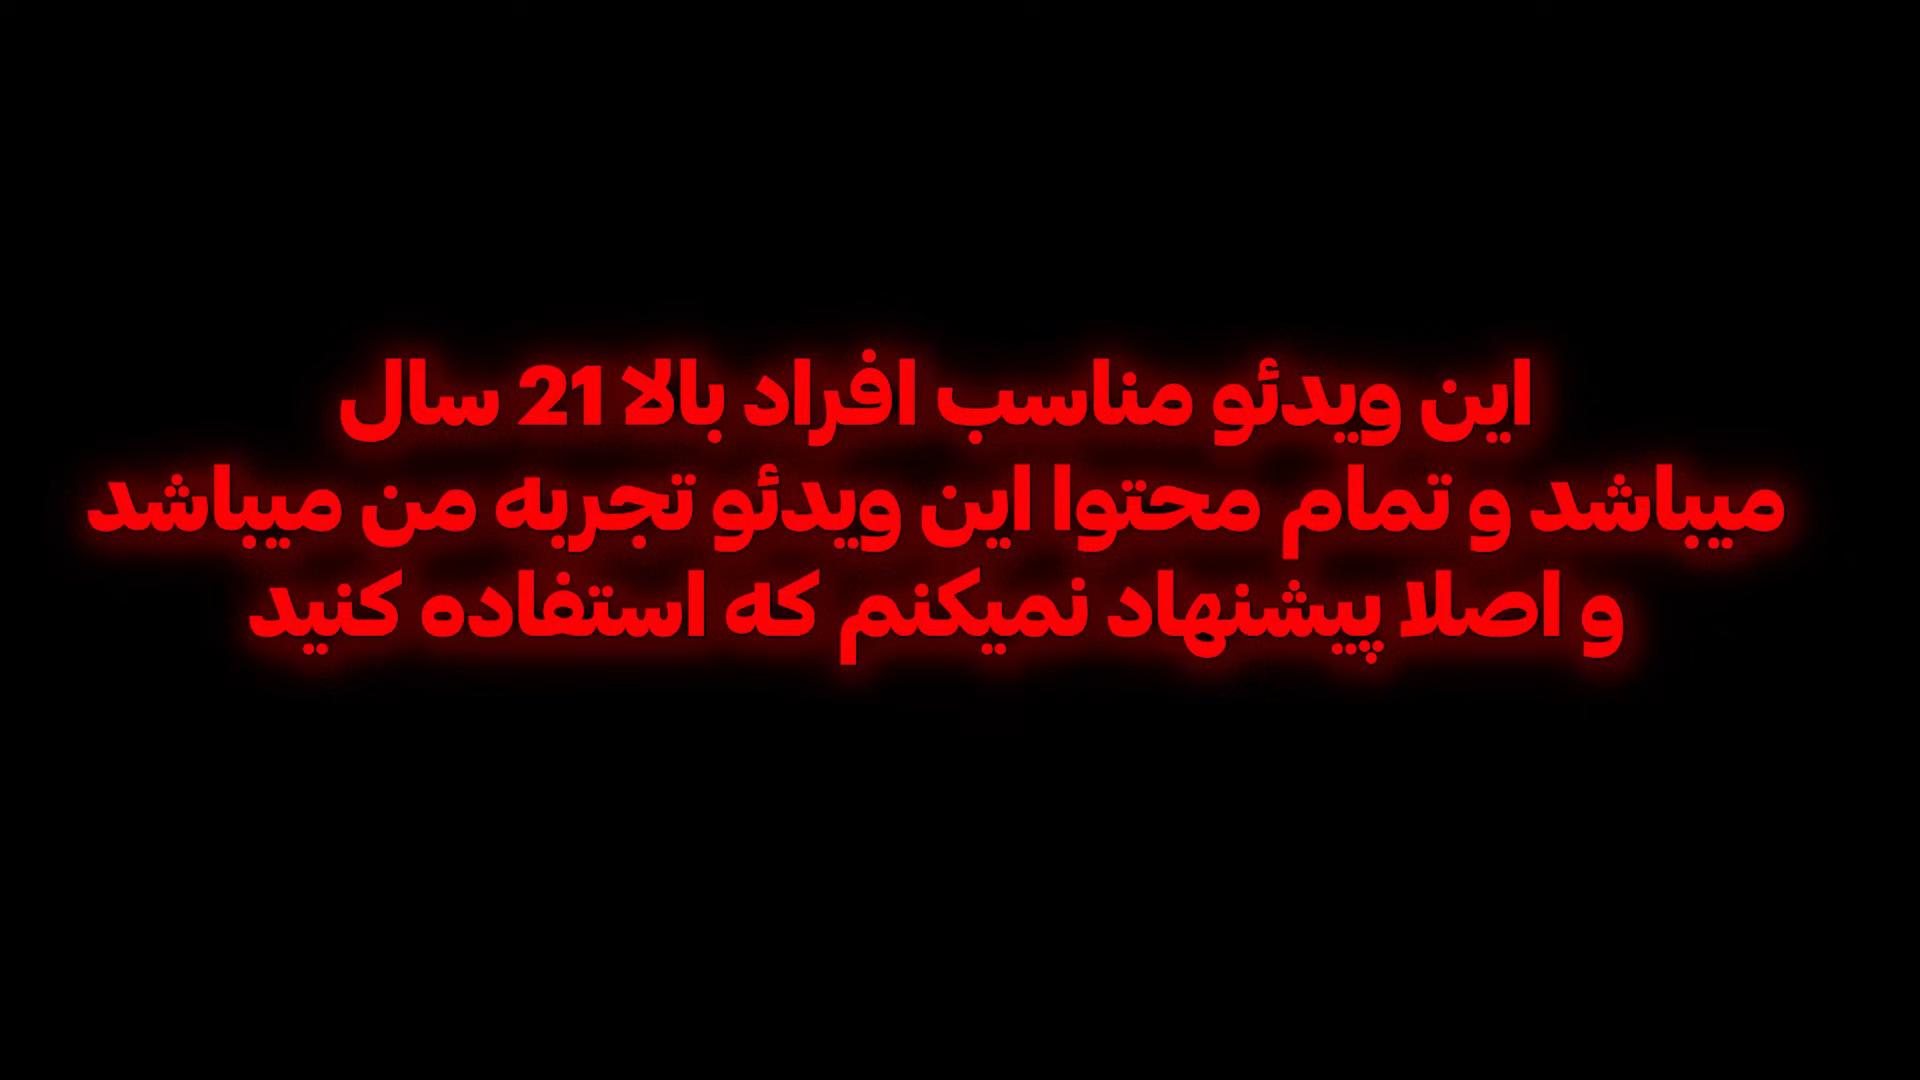 این ویدئو مناسب افراد بالا 21 سال
میباشد و تمام محتوا این ویدئو تجربه من میباشد
و اصلا پیشنهاد نمیکنم که استفاده کنید